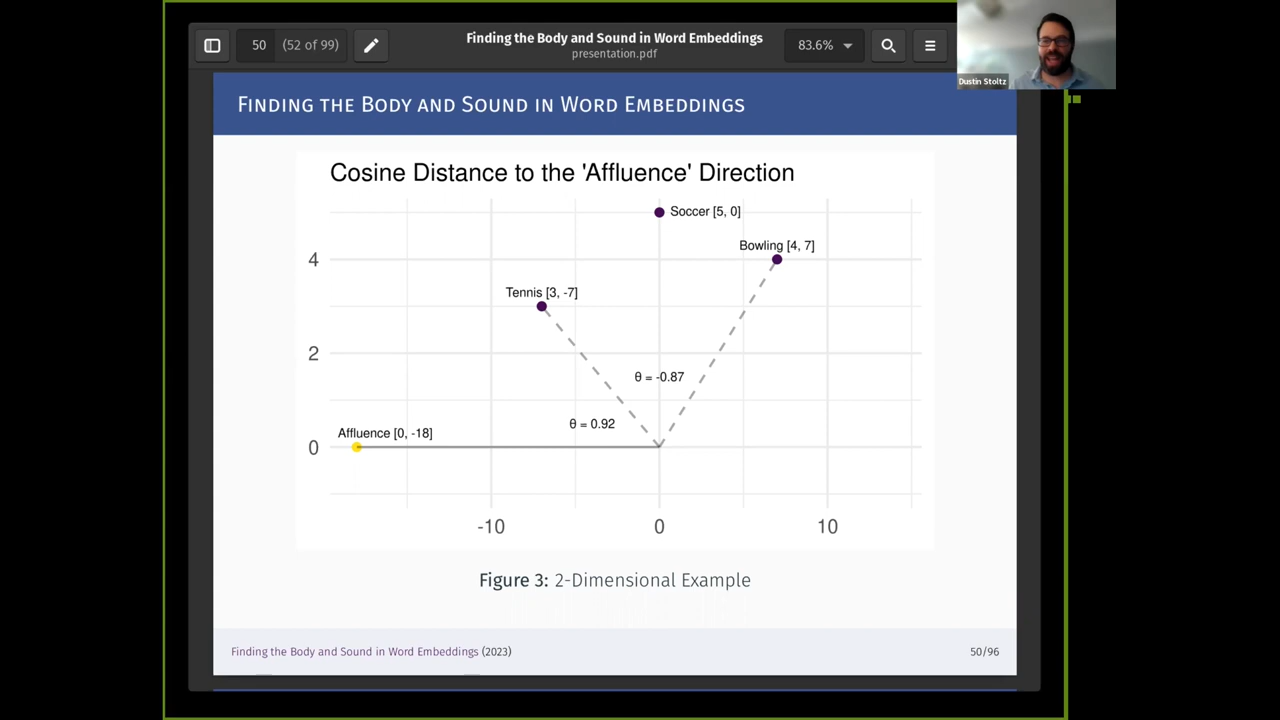 50
(52 of 99)
Finding the Body and Sound in Word Embeddings
presentation.pdf
83.6%
Dustin Stoltz
Finding the Body and Sound in Word Embeddings
Cosine Distance to the 'Affluence' Direction
Soccer [5, 0]
Bowling [4, 7]
4
Tennis [3, -7]
2
θ = -0.87
θ = 0.92
Affluence [0, -18]
0
-10
0
10
Figure 3: 2-Dimensional Example
Finding the Body and Sound in Word Embeddings (2023)
50/96